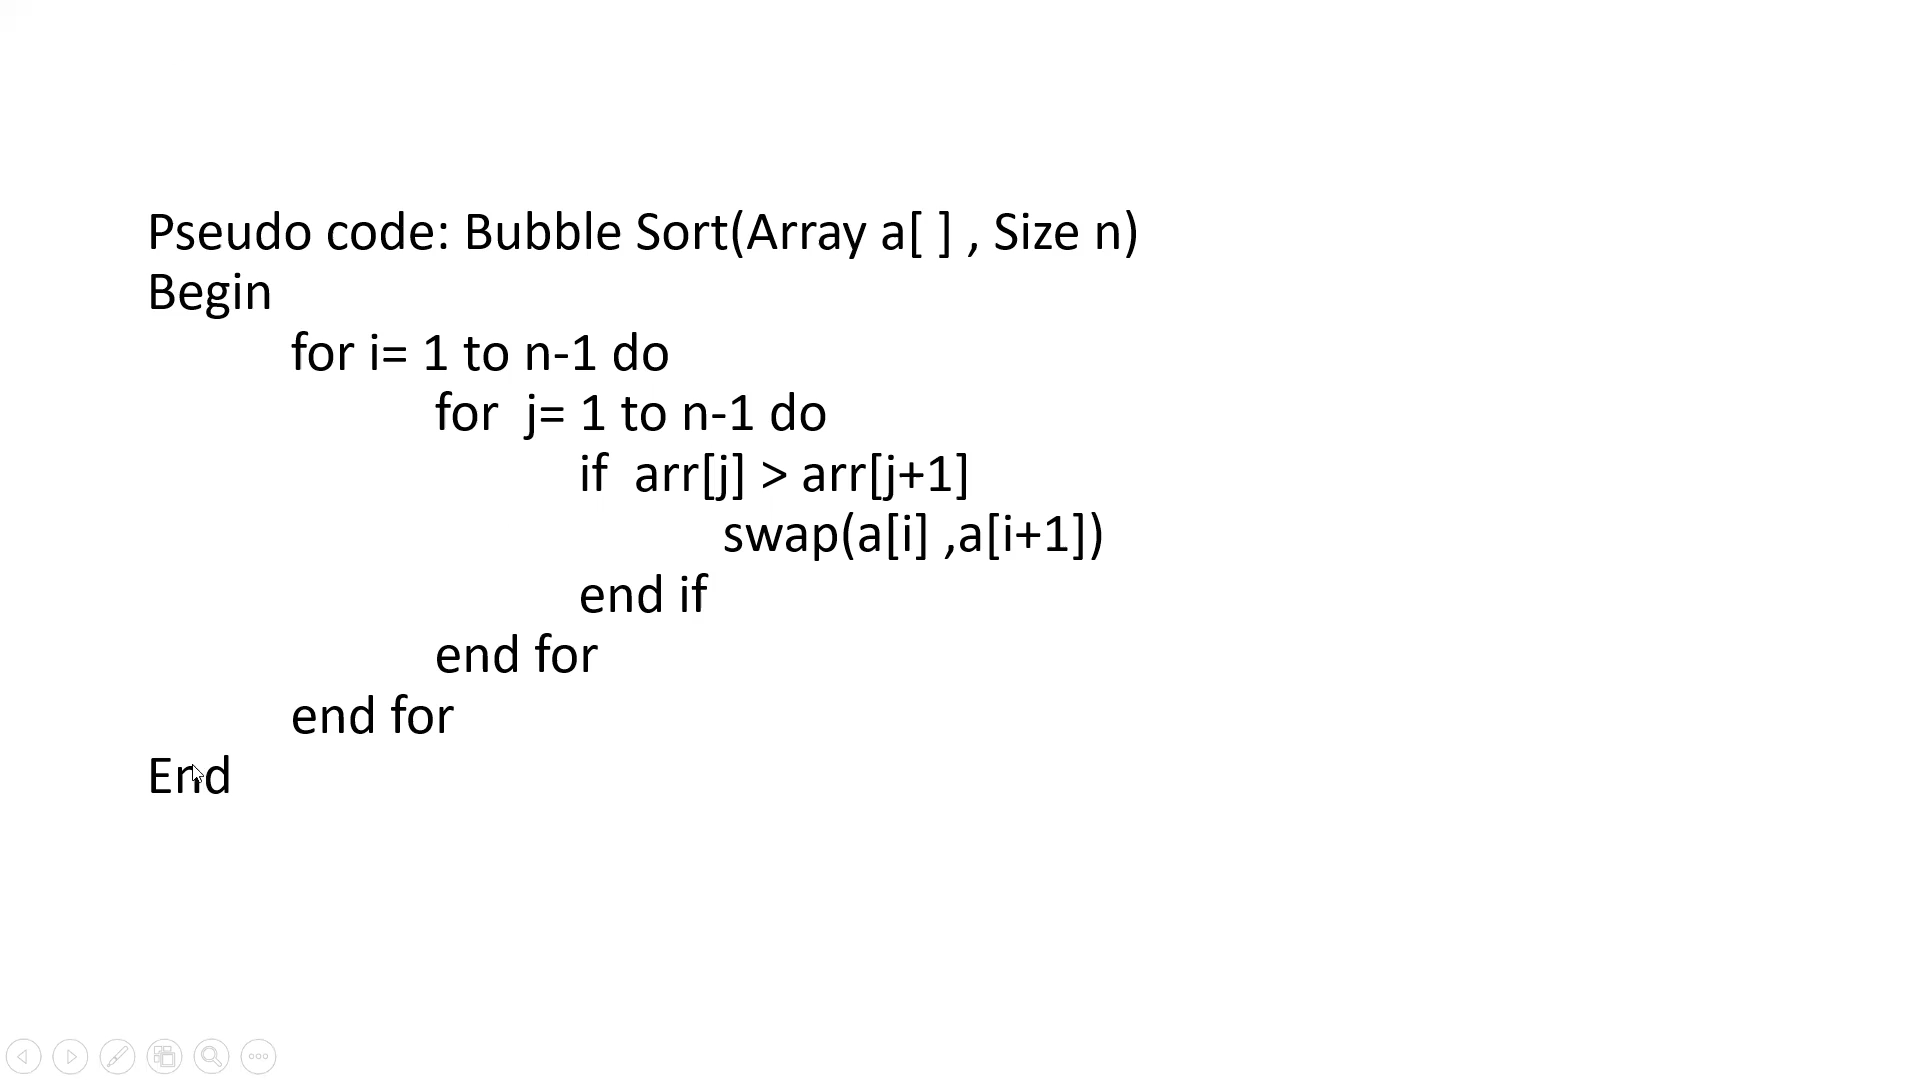 Pseudo code: Bubble Sort(Array a[ ] , Size n)
Begin
for i= 1 to n-1 do
for  j= 1 to n-1 do
if  arr[j] > arr[j+1]
swap(a[i] ,a[i+1])
end if
end for
end for
End